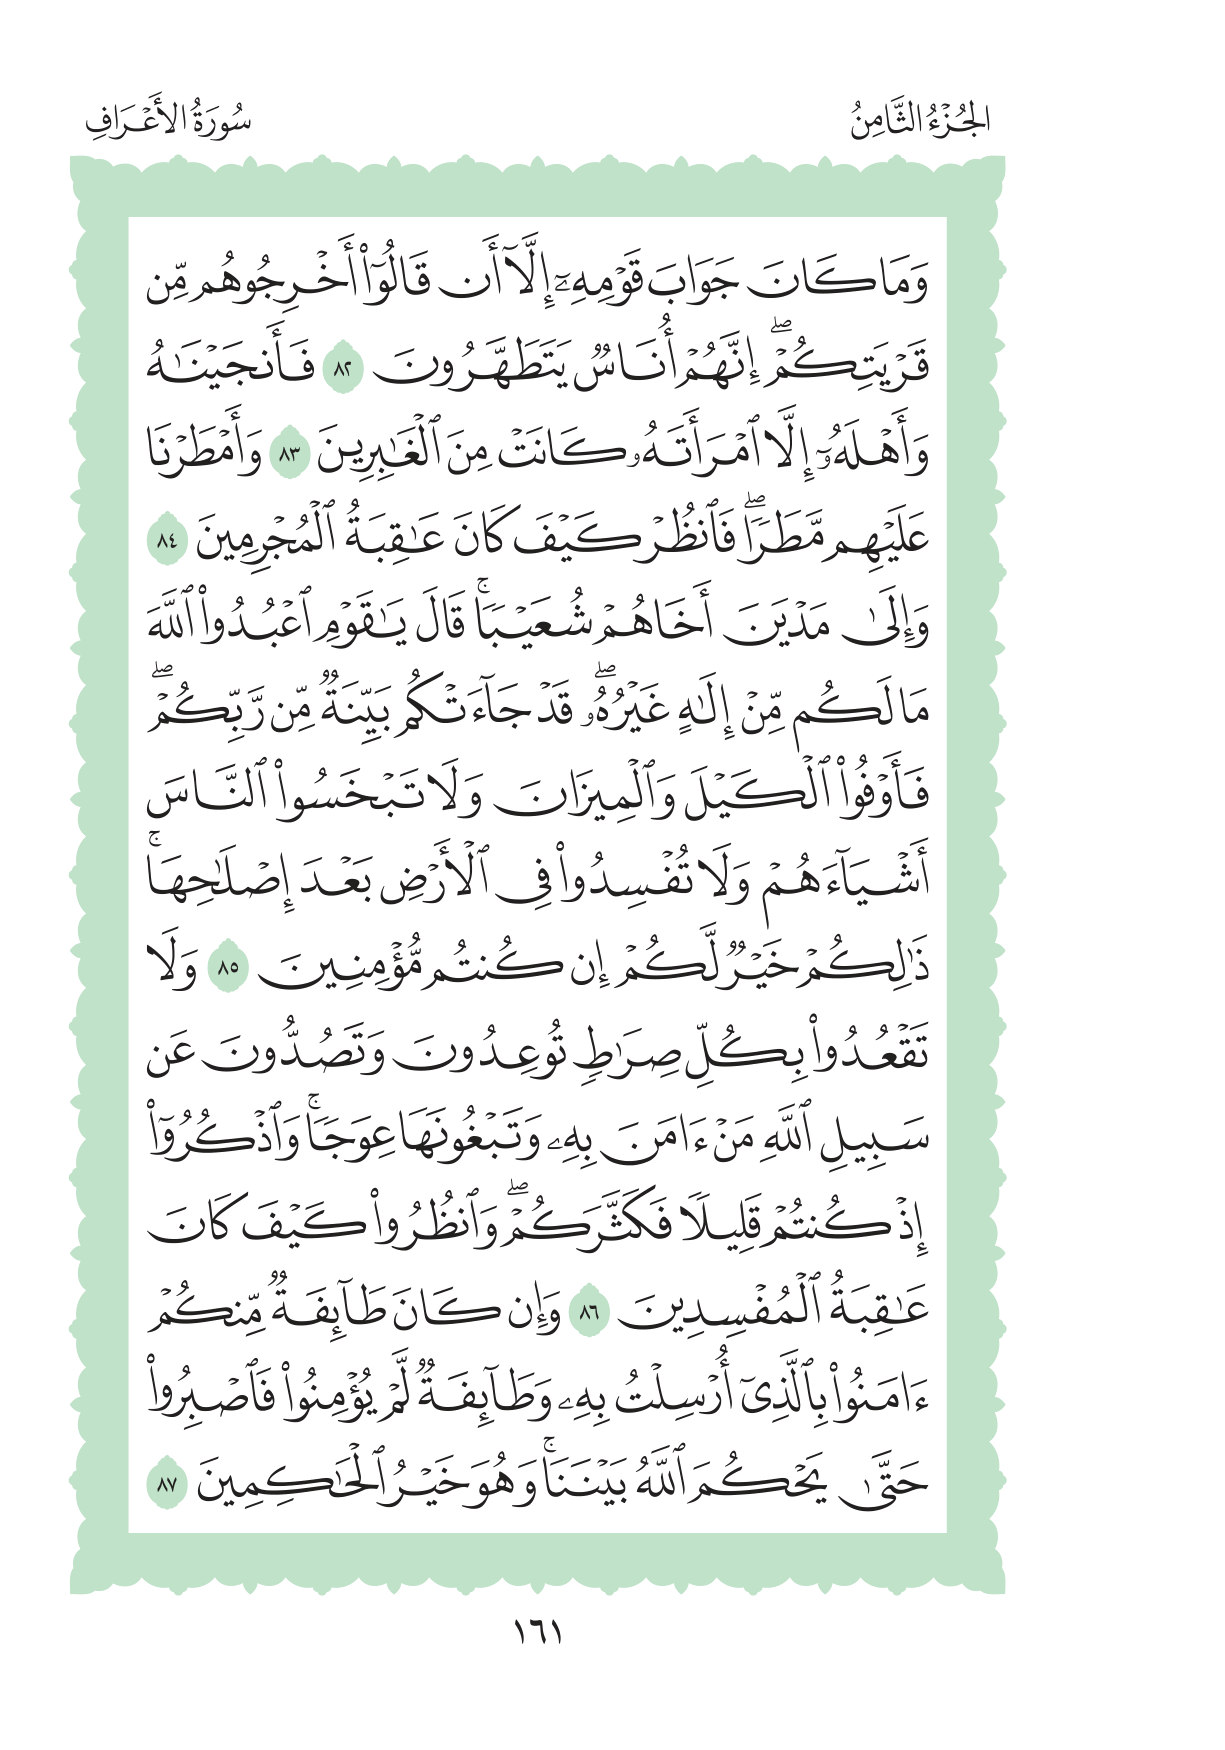 الجُزْءُ الثَّامِنُ
سُورَةُ الأَعْرَافِ
وَمَا كَانَ جَوَابَ قَوْمِهِۦٓ إِلَّآ أَن قَالُوٓا۟ أَخْرِجُوهُم مِّن
قَرْيَتِكُمْ ۖ إِنَّهُمْ أُنَاسٌ يَتَطَهَّرُونَ ٨٢ فَأَنجَيْنَـٰهُ
وَأَهْلَهُۥٓ إِلَّا ٱمْرَأَتَهُۥ كَانَتْ مِنَ ٱلْغَـٰبِرِينَ ٨٣ وَأَمْطَرْنَا
عَلَيْهِم مَّطَرًا ۖ فَٱنظُرْ كَيْفَ كَانَ عَـٰقِبَةُ ٱلْمُجْرِمِينَ ٨٤
وَإِلَىٰ مَدْيَنَ أَخَاهُمْ شُعَيْبًا ۚ قَالَ يَـٰقَوْمِ ٱعْبُدُوا۟ ٱللَّهَ
مَا لَكُم مِّنْ إِلَـٰهٍ غَيْرُهُۥ ۖ قَدْ جَآءَتْكُم بَيِّنَةٌ مِّن رَّبِّكُمْ ۖ
فَأَوْفُوا۟ ٱلْكَيْلَ وَٱلْمِيزَانَ وَلَا تَبْخَسُوا۟ ٱلنَّاسَ
أَشْيَآءَهُمْ وَلَا تُفْسِدُوا۟ فِى ٱلْأَرْضِ بَعْدَ إِصْلَـٰحِهَا ۚ
ذَٰلِكُمْ خَيْرٌ لَّكُمْ إِن كُنتُم مُّؤْمِنِينَ ٨٥ وَلَا
تَقْعُدُوا۟ بِكُلِّ صِرَٰطٍ تُوعِدُونَ وَتَصُدُّونَ عَن
سَبِيلِ ٱللَّهِ مَنْ ءَامَنَ بِهِۦ وَتَبْغُونَهَا عِوَجًا ۚ وَٱذْكُرُوٓا۟
إِذْ كُنتُمْ قَلِيلًا فَكَثَّرَكُمْ ۖ وَٱنظُرُوا۟ كَيْفَ كَانَ
عَـٰقِبَةُ ٱلْمُفْسِدِينَ ٨٦ وَإِن كَانَ طَآئِفَةٌ مِّنكُمْ
ءَامَنُوا۟ بِٱلَّذِىٓ أُرْسِلْتُ بِهِۦ وَطَآئِفَةٌ لَّمْ يُؤْمِنُوا۟ فَٱصْبِرُوا۟
حَتَّىٰ يَحْكُمَ ٱللَّهُ بَيْنَنَا ۚ وَهُوَ خَيْرُ ٱلْحَـٰكِمِينَ ٨٧
١٦١